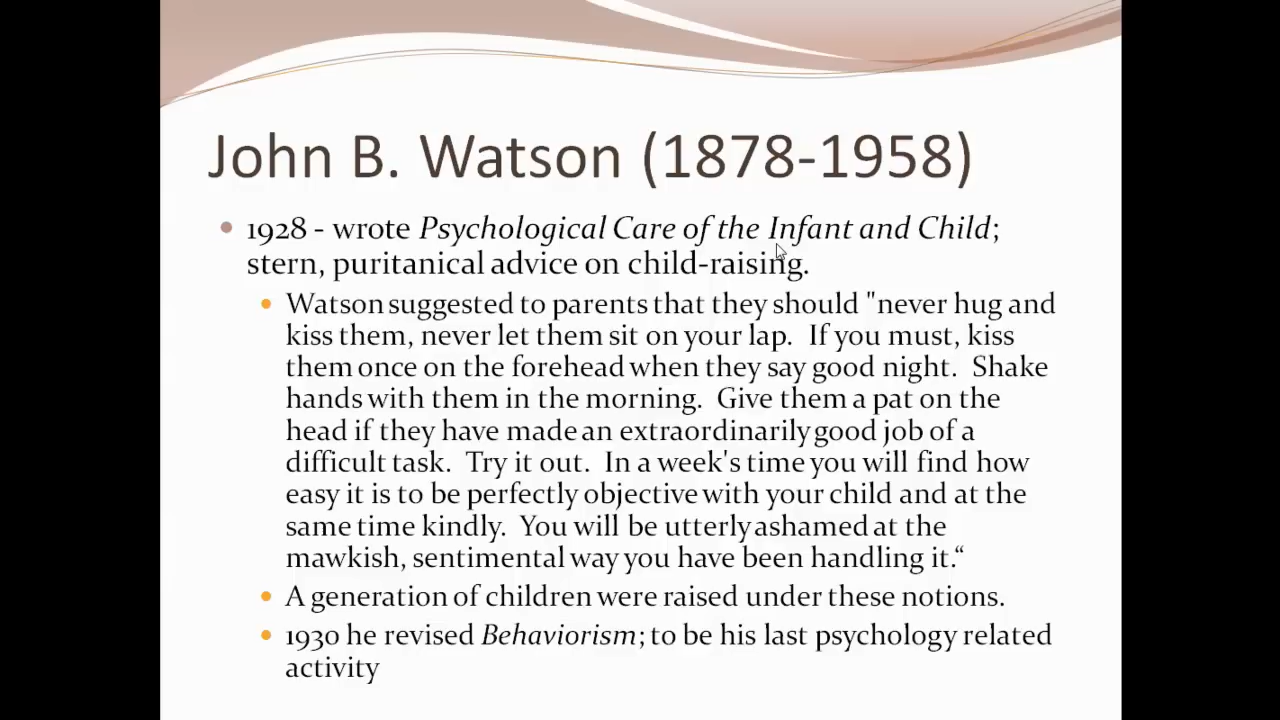 John B. Watson (1878-1958)
1928 - wrote Psychological Care of the Infant and Child;
stern, puritanical advice on child-raising.
Watson suggested to parents that they should "never hug and
kiss them, never let them sit on your lap.  If you must, kiss
them once on the forehead when they say good night.  Shake
hands with them in the morning.  Give them a pat on the
head if they have made an extraordinarily good job of a
difficult task.  Try it out.  In a week's time you will find how
easy it is to be perfectly objective with your child and at the
same time kindly.  You will be utterly ashamed at the
mawkish, sentimental way you have been handling it.“
A generation of children were raised under these notions.
1930 he revised Behaviorism; to be his last psychology related
activity